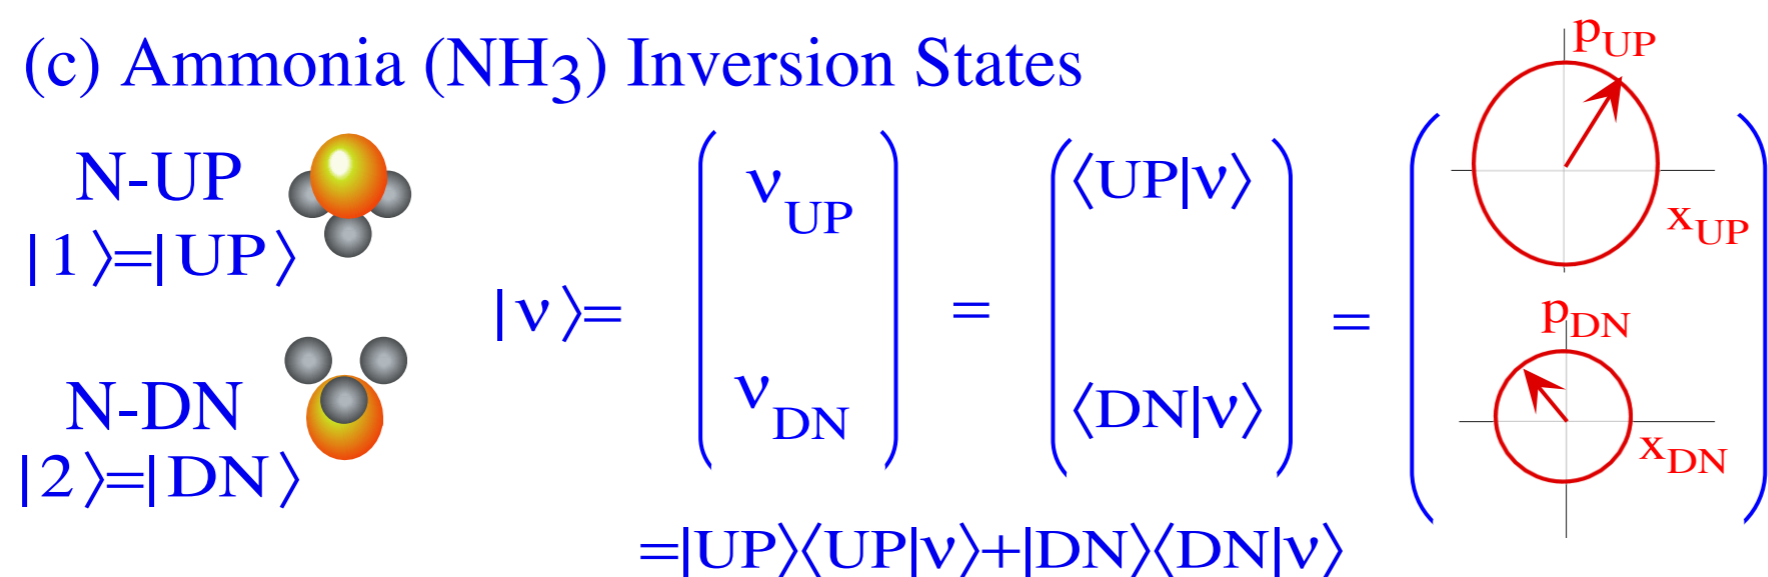 (c) Ammonia (NH3) Inversion States
N-UP
|1⟩=|UP⟩
N-DN
|2⟩=|DN⟩
|ν⟩=
νUP
νDN
=
⟨UP|ν⟩
⟨DN|ν⟩
=
pUP
xUP
pDN
xDN
=|UP⟩⟨UP|ν⟩+|DN⟩⟨DN|ν⟩